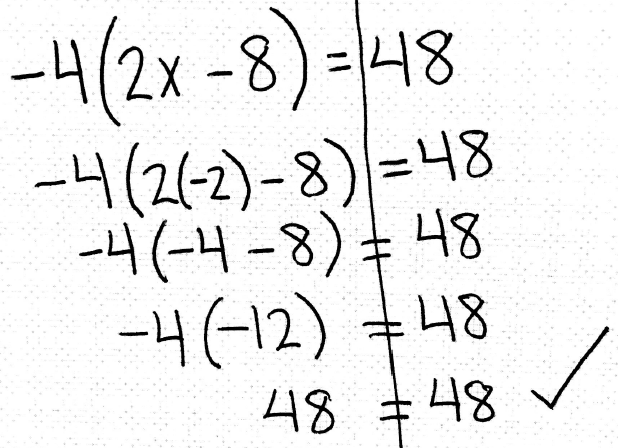 -4(2x - 8) = 48
-4(2(-2) - 8) = 48
-4(-4 - 8) = 48
-4(-12) = 48
48 = 48 ✓